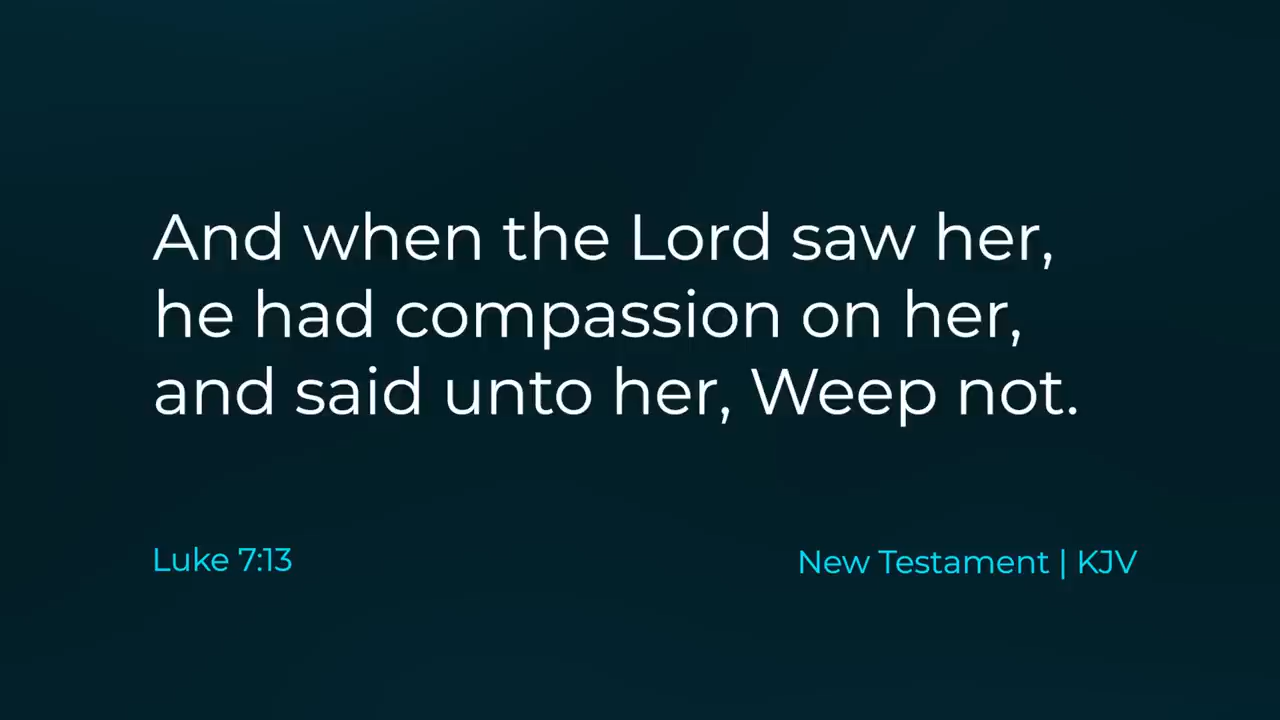 And when the Lord saw her,
he had compassion on her,
and said unto her, Weep not.
Luke 7:13
New Testament | KJV